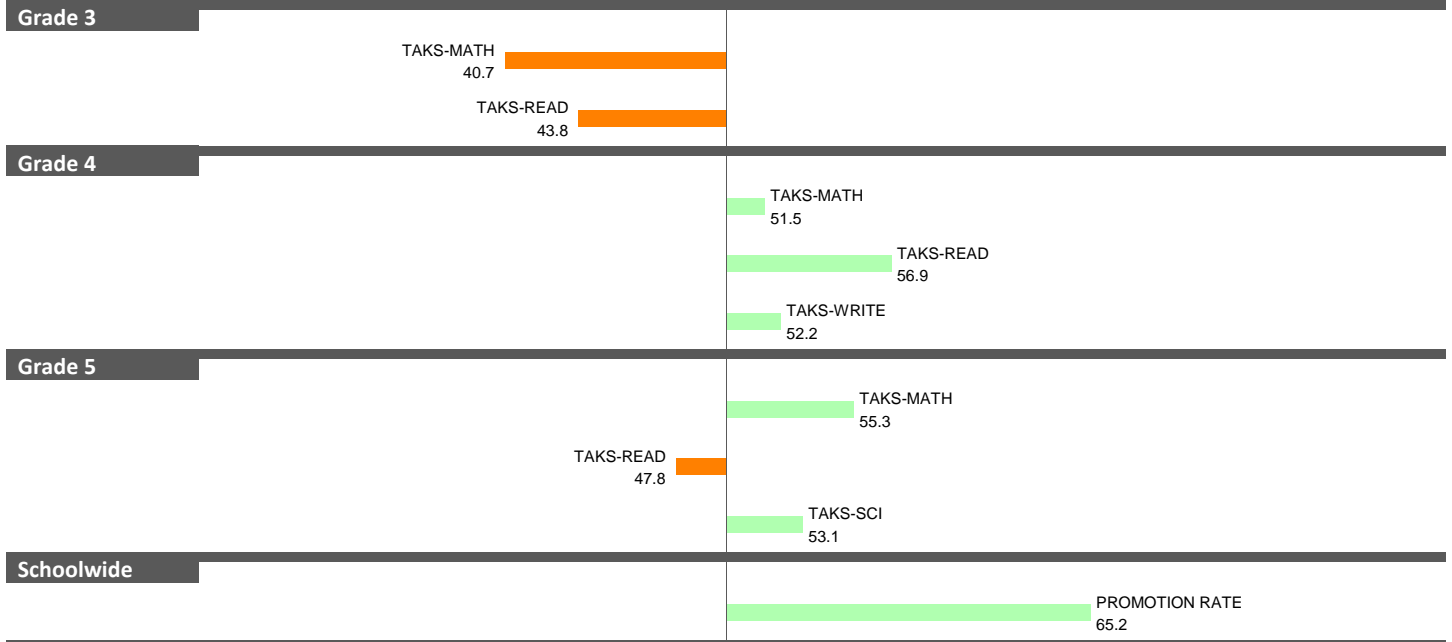 Grade 3
TAKS-MATH
40.7
TAKS-READ
43.8
Grade 4
TAKS-MATH
51.5
TAKS-READ
56.9
TAKS-WRITE
52.2
Grade 5
TAKS-MATH
55.3
TAKS-READ
47.8
TAKS-SCI
53.1
Schoolwide
PROMOTION RATE
65.2